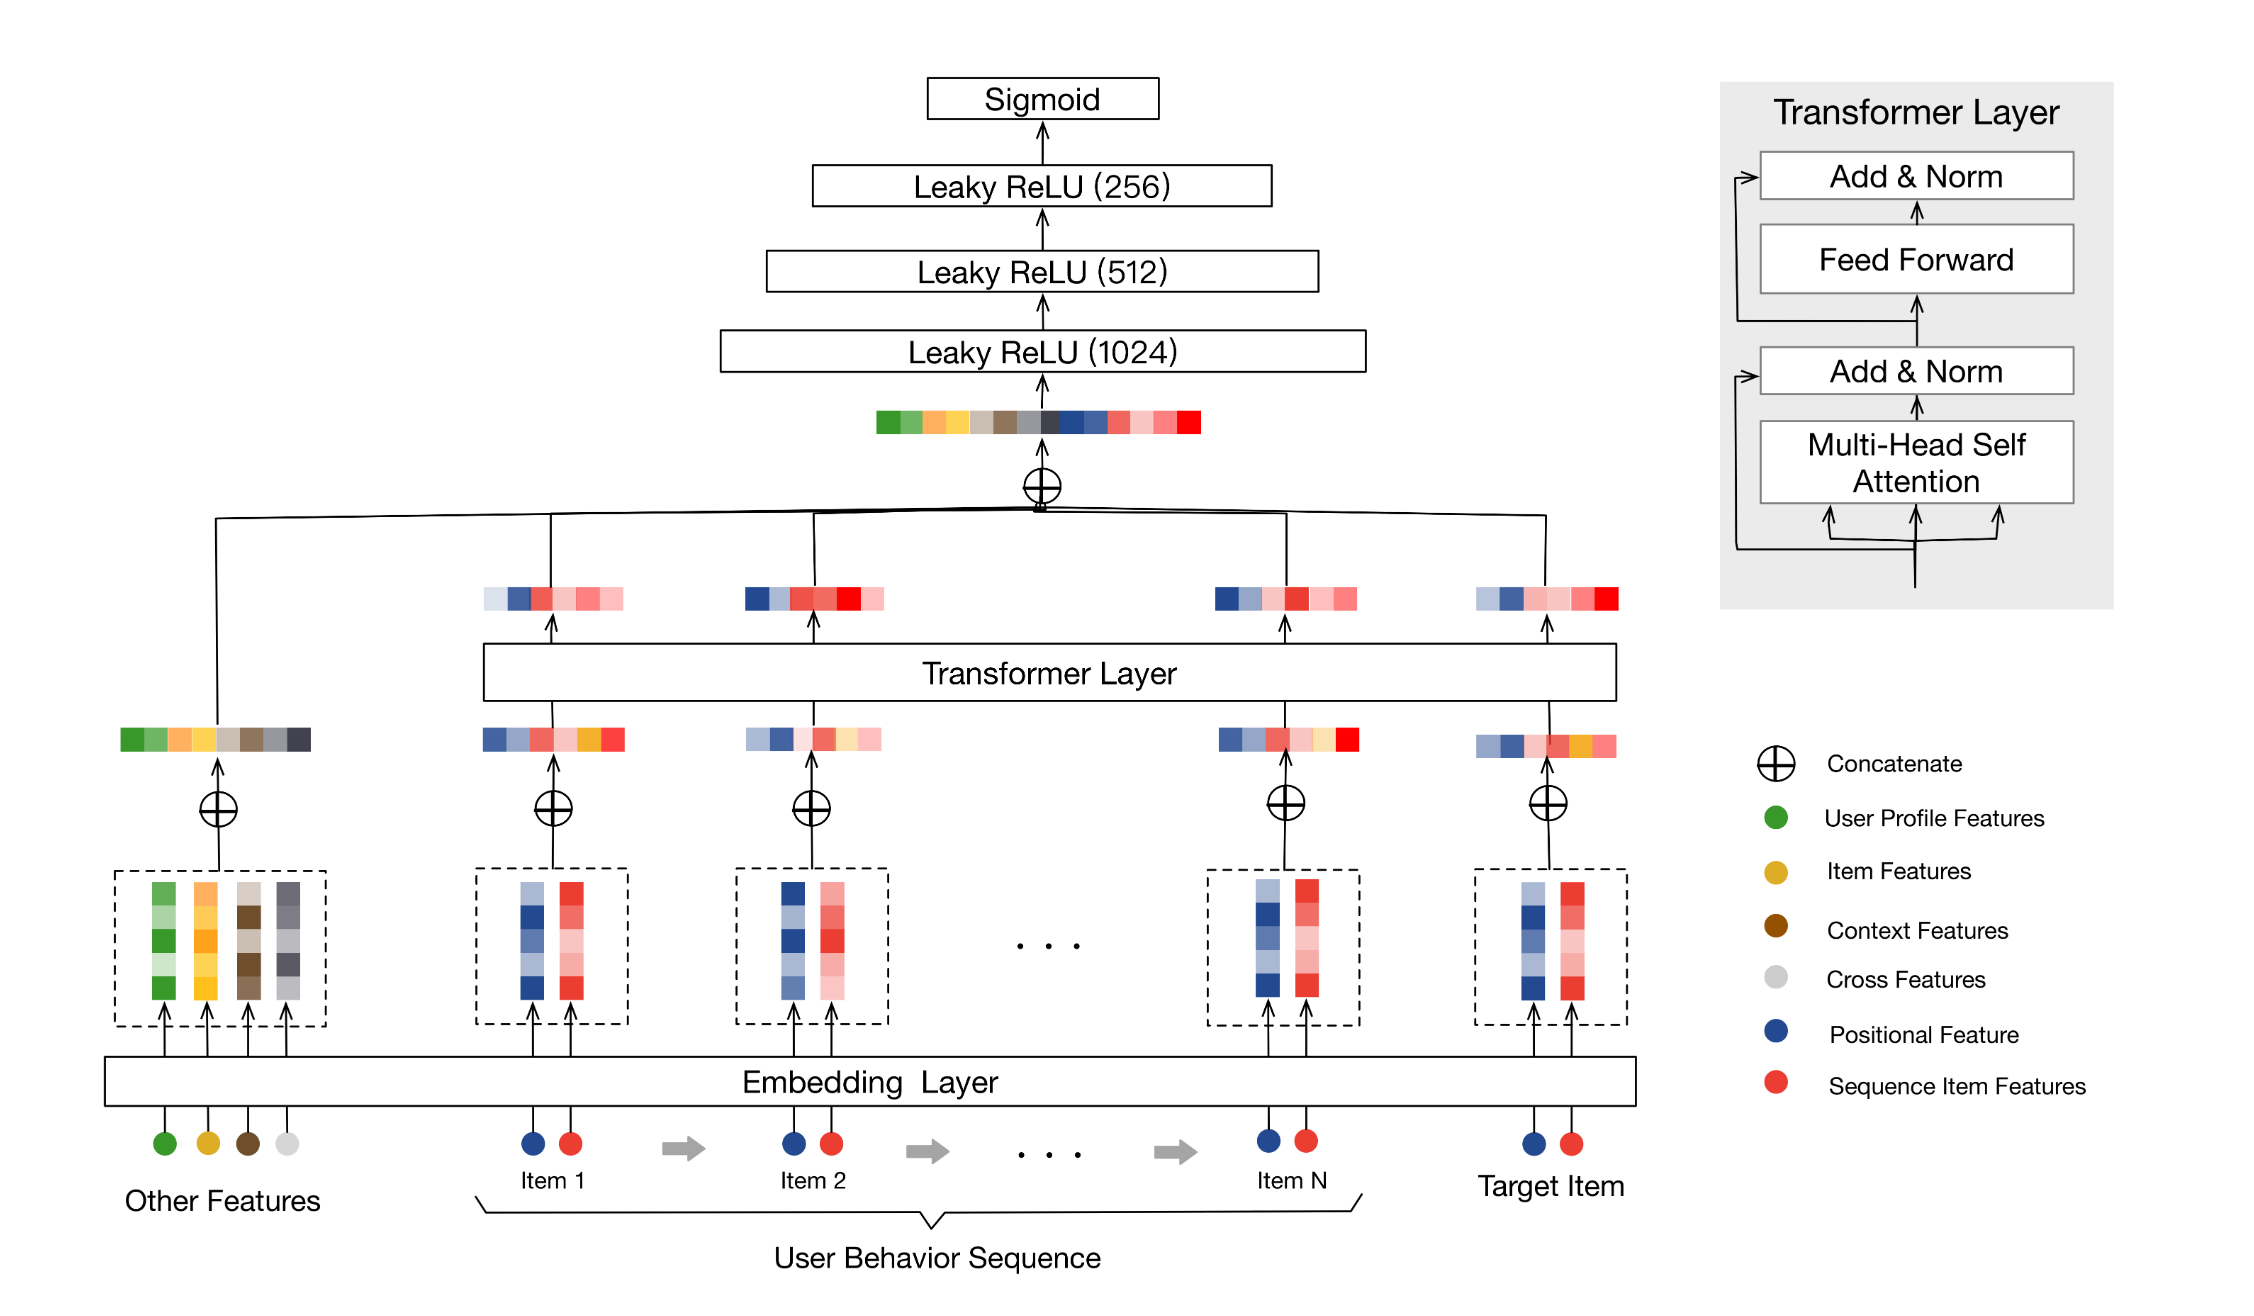 Sigmoid
Leaky ReLU (256)
Leaky ReLU (512)
Leaky ReLU (1024)
Transformer Layer
Embedding Layer
Item 1
Item 2
Item N
Other Features
Target Item
User Behavior Sequence
Transformer Layer
Add & Norm
Feed Forward
Add & Norm
Multi-Head Self
Attention
Concatenate
User Profile Features
Item Features
Context Features
Cross Features
Positional Feature
Sequence Item Features